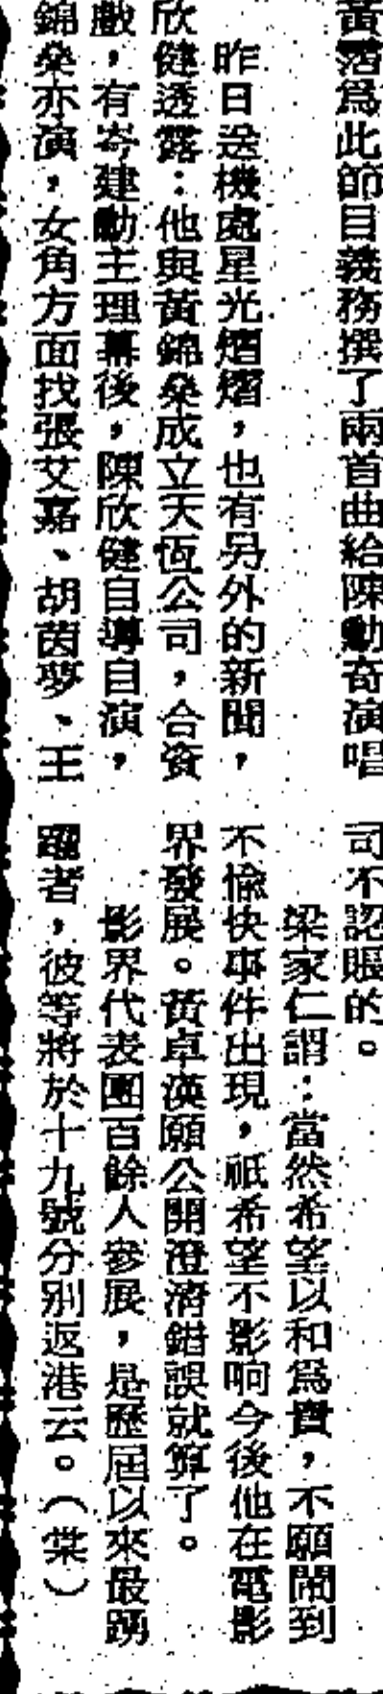 黃霑爲此節目義務撰了兩首曲給陳勳奇演唱
昨日送機處星光熠熠,也有另外的新聞,
欣健透露:他與黃錦燊成立天恆公司,合資
戲,有岑建勳主理幕後,陳欣健自導自演,
錦燊亦演,女角方面找張艾嘉、胡茵夢、王
司不認賬的。
梁家仁謂:當然希望以和爲貴,不願鬧到
不愉快事件出現,祇希望不影响今後他在電影
界發展。黃卓漢願公開澄清錯誤就算了。
影界代表團百餘人參展,是歷屆以來最踴
躍者,彼等將於十九號分別返港云。(棠)